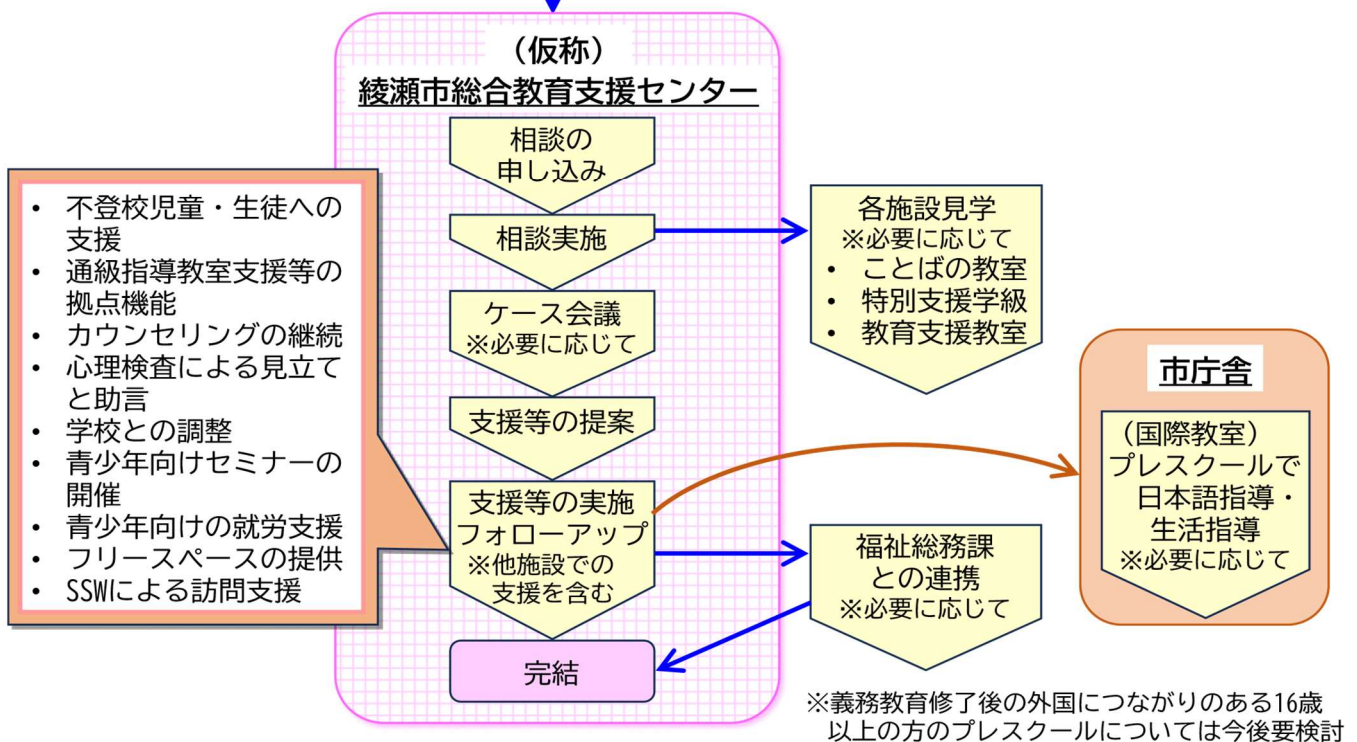 （仮称）
綾瀬市総合教育支援センター
相談の
申し込み
相談実施
ケース会議
※必要に応じて
支援等の提案
支援等の実施
フォローアップ
※他施設での
支援を含む
完結
• 不登校児童・生徒への
支援
• 通級指導教室支援等の
拠点機能
• カウンセリングの継続
• 心理検査による見立て
と助言
• 学校との調整
• 青少年向けセミナーの
開催
• 青少年向けの就労支援
• フリースペースの提供
• SSWによる訪問支援
各施設見学
※必要に応じて
• ことばの教室
• 特別支援学級
• 教育支援教室
福祉総務課
との連携
※必要に応じて
市庁舎
（国際教室）
プレスクールで
日本語指導・
生活指導
※必要に応じて
※義務教育修了後の外国につながりのある16歳
以上の方のプレスクールについては今後要検討